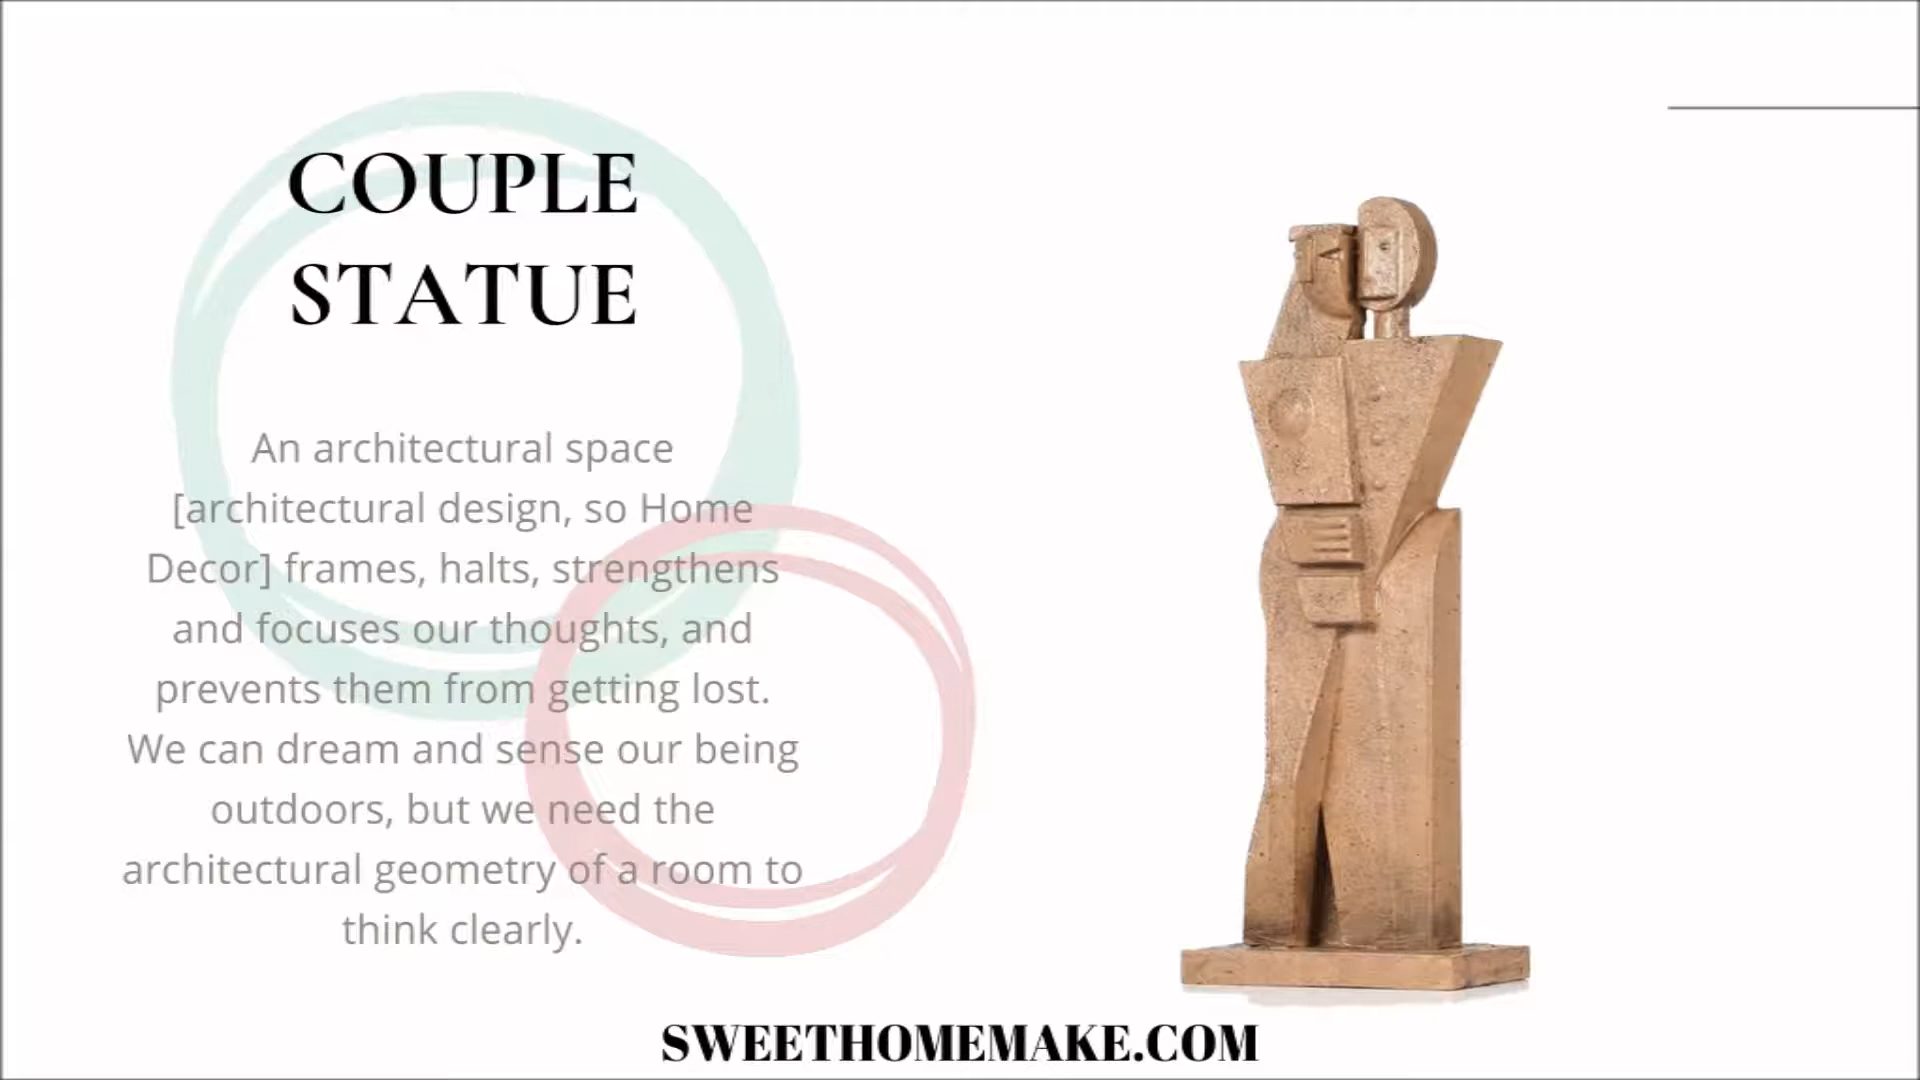 COUPLE
STATUE
An architectural space
[architectural design, so Home
Decor] frames, halts, strengthens
and focuses our thoughts, and
prevents them from getting lost.
We can dream and sense our being
outdoors, but we need the
architectural geometry of a room to
think clearly.
SWEETHOMEMAKE.COM